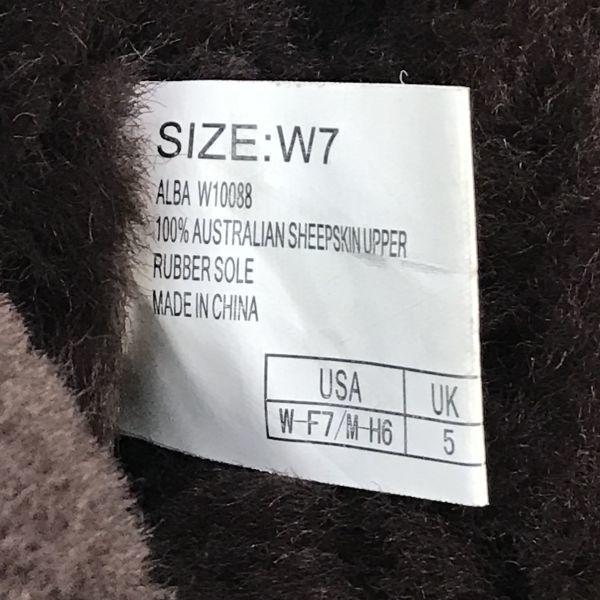 SIZE:W7
ALBA W10088
100% AUSTRALIAN SHEEPSKIN UPPER
RUBBER SOLE
MADE IN CHINA
USA UK
W-F7/M-H6 5